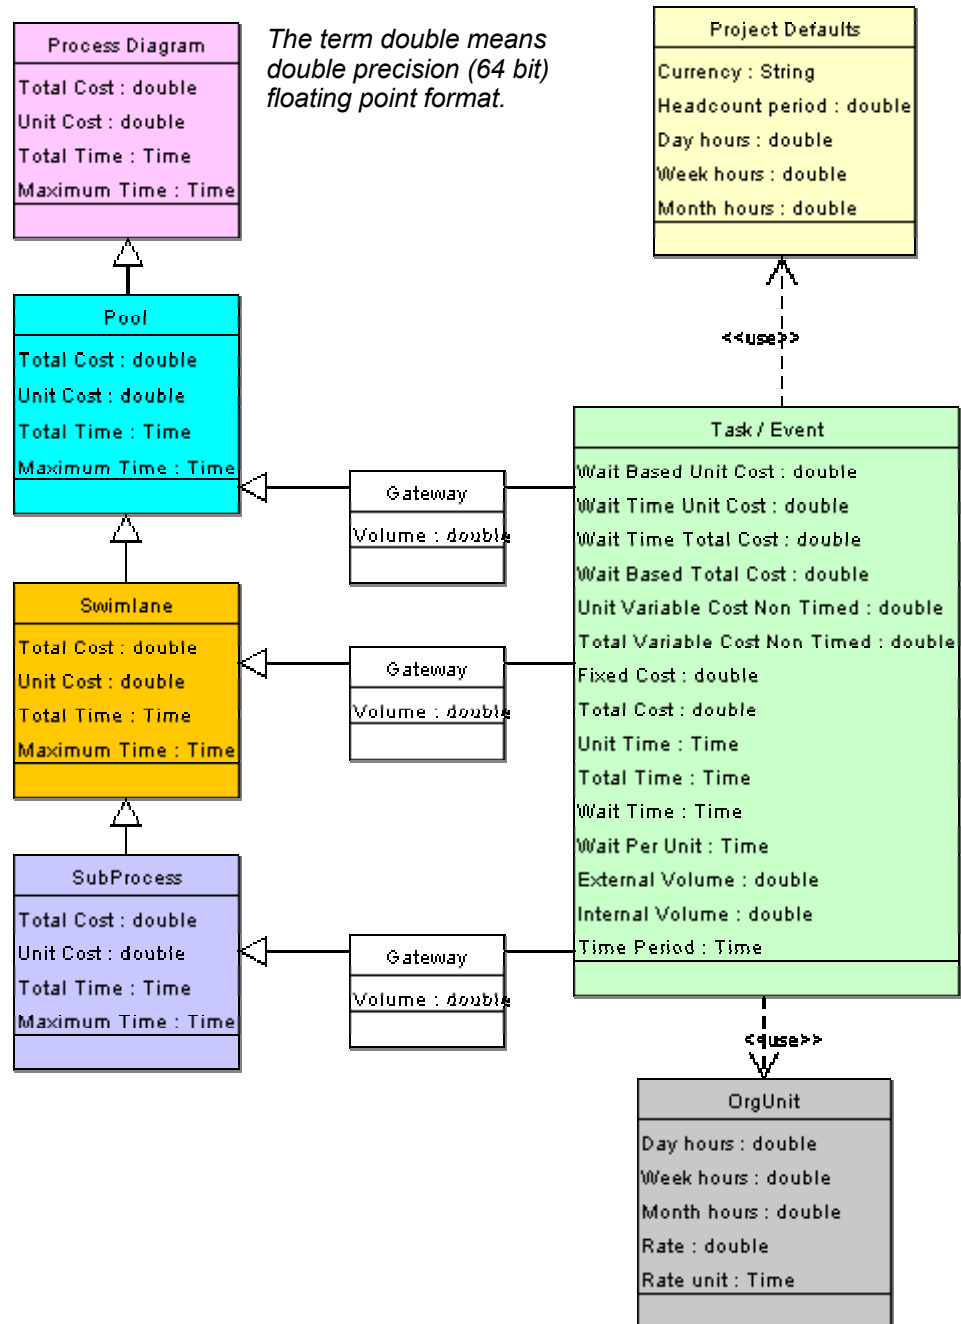 Process Diagram
Total Cost : double
Unit Cost : double
Total Time : Time
Maximum Time : Time
The term double means
double precision (64 bit)
floating point format.
Project Defaults
Currency : String
Headcount period : double
Day hours : double
Week hours : double
Month hours : double
<<use>>
Pool
Total Cost : double
Unit Cost : double
Total Time : Time
Maximum Time : Time
Gateway
Volume : double
Swimlane
Total Cost : double
Unit Cost : double
Total Time : Time
Maximum Time : Time
Gateway
Volume : double
SubProcess
Total Cost : double
Unit Cost : double
Total Time : Time
Maximum Time : Time
Gateway
Volume : double
Task / Event
Wait Based Unit Cost : double
Wait Time Unit Cost : double
Wait Time Total Cost : double
Wait Based Total Cost : double
Unit Variable Cost Non Timed : double
Total Variable Cost Non Timed : double
Fixed Cost : double
Total Cost : double
Unit Time : Time
Total Time : Time
Wait Time : Time
Wait Per Unit : Time
External Volume : double
Internal Volume : double
Time Period : Time
<<use>>
OrgUnit
Day hours : double
Week hours : double
Month hours : double
Rate : double
Rate unit : Time